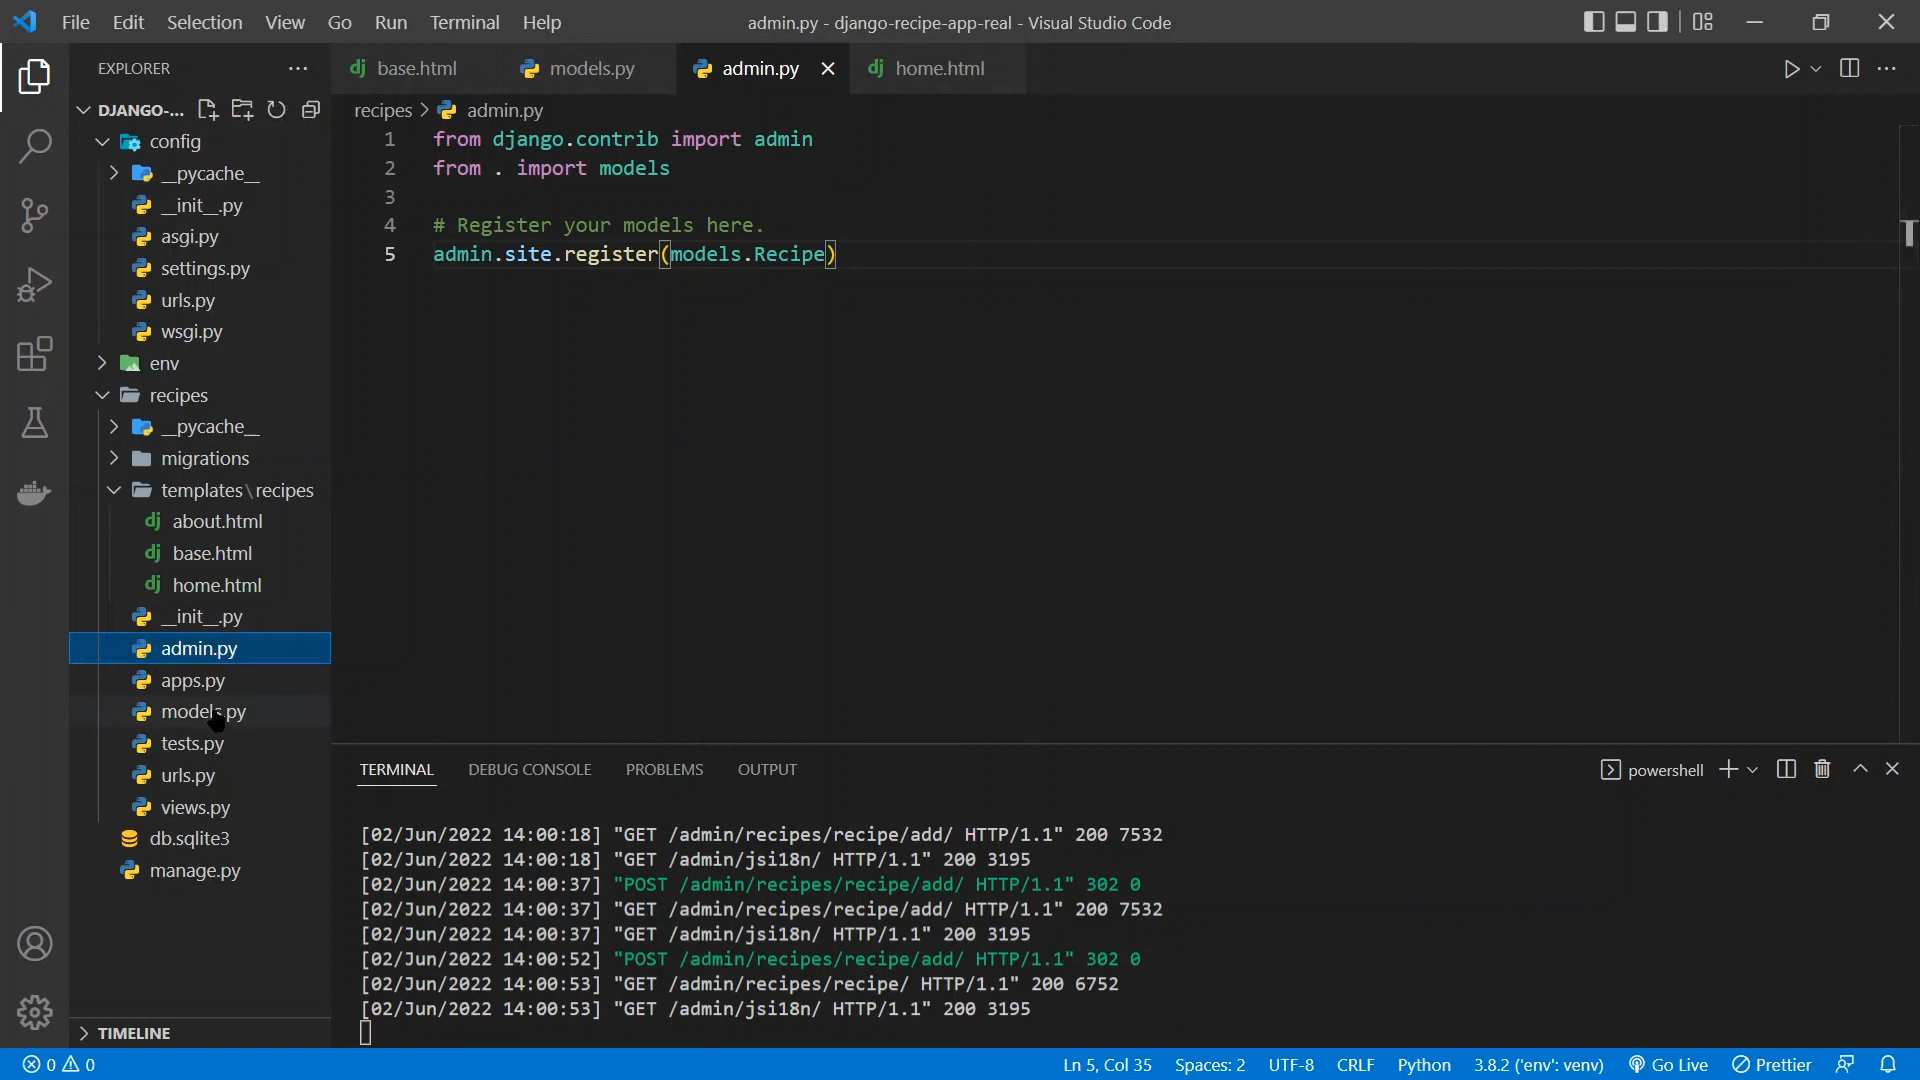 File Edit Selection View Go Run Terminal Help
admin.py - django-recipe-app-real - Visual Studio Code
EXPLORER
base.html
models.py
admin.py
home.html
DJANGO-...
recipes > admin.py
config
__pycache__
__init__.py
asgi.py
settings.py
urls.py
wsgi.py
env
recipes
__pycache__
migrations
templates\recipes
about.html
base.html
home.html
__init__.py
admin.py
apps.py
models.py
tests.py
urls.py
views.py
db.sqlite3
manage.py
TIMELINE
1 from django.contrib import admin
2 from . import models
3
4 # Register your models here.
5 admin.site.register(models.Recipe)
TERMINAL DEBUG CONSOLE PROBLEMS OUTPUT
powershell
[02/Jun/2022 14:00:18] "GET /admin/recipes/recipe/add/ HTTP/1.1" 200 7532
[02/Jun/2022 14:00:18] "GET /admin/jsi18n/ HTTP/1.1" 200 3195
[02/Jun/2022 14:00:37] "POST /admin/recipes/recipe/add/ HTTP/1.1" 302 0
[02/Jun/2022 14:00:37] "GET /admin/recipes/recipe/add/ HTTP/1.1" 200 7532
[02/Jun/2022 14:00:37] "GET /admin/jsi18n/ HTTP/1.1" 200 3195
[02/Jun/2022 14:00:52] "POST /admin/recipes/recipe/add/ HTTP/1.1" 302 0
[02/Jun/2022 14:00:53] "GET /admin/recipes/recipe/ HTTP/1.1" 200 6752
[02/Jun/2022 14:00:53] "GET /admin/jsi18n/ HTTP/1.1" 200 3195
0 0
Ln 5, Col 35 Spaces: 2 UTF-8 CRLF Python 3.8.2 ('env': venv) Go Live Prettier